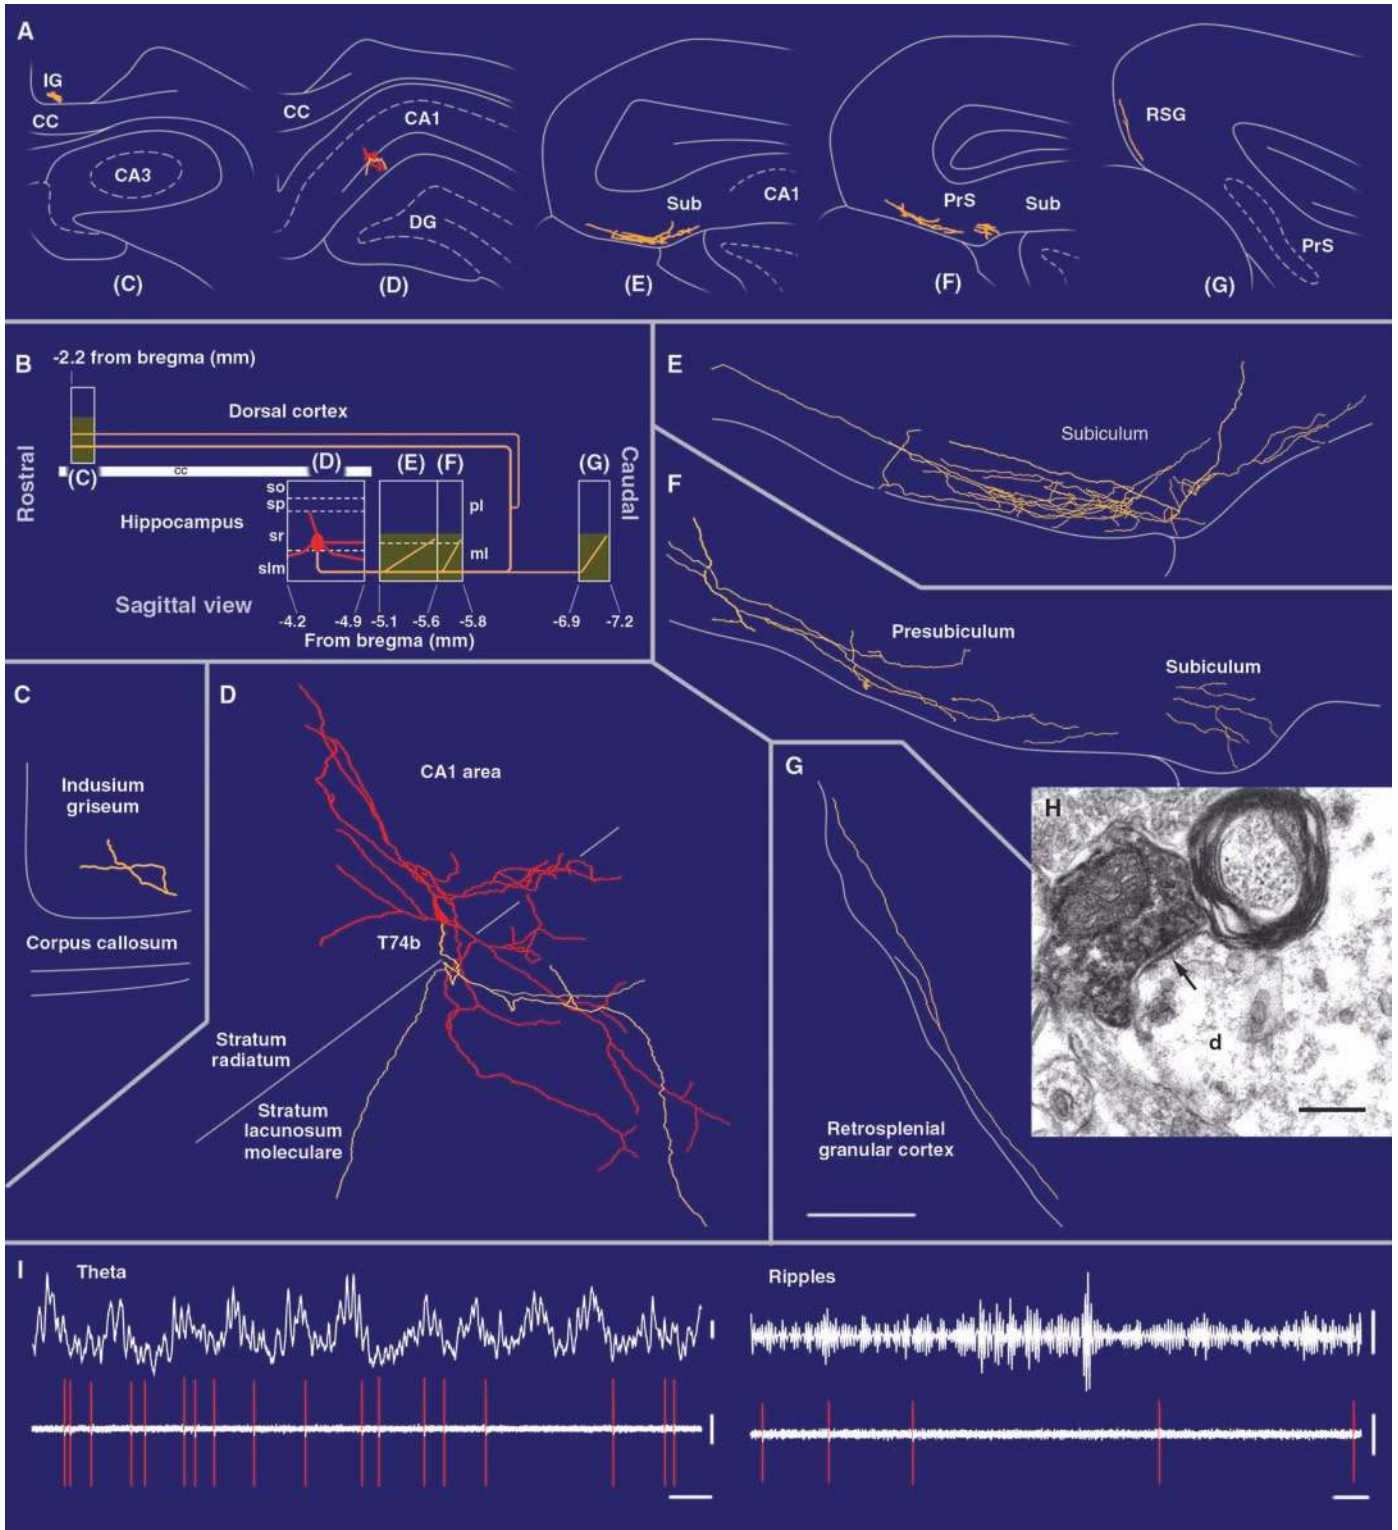 A
IG
CC
CA3
(C)
CC
CA1
DG
(D)
Sub
CA1
(E)
PrS
Sub
(F)
RSG
PrS
(G)
B
-2.2 from bregma (mm)
Dorsal cortex
Rostral
Caudal
(C)
cc
(D)
(E)
(F)
(G)
so
sp
sr
slm
Hippocampus
pl
ml
Sagittal view
-4.2
-4.9
-5.1
-5.6
-5.8
-6.9
-7.2
From bregma (mm)
E
Subiculum
F
Presubiculum
Subiculum
C
Indusium
griseum
Corpus callosum
D
CA1 area
T74b
Stratum
radiatum
Stratum
lacunosum
moleculare
G
Retrosplenial
granular cortex
H
d
I
Theta
Ripples